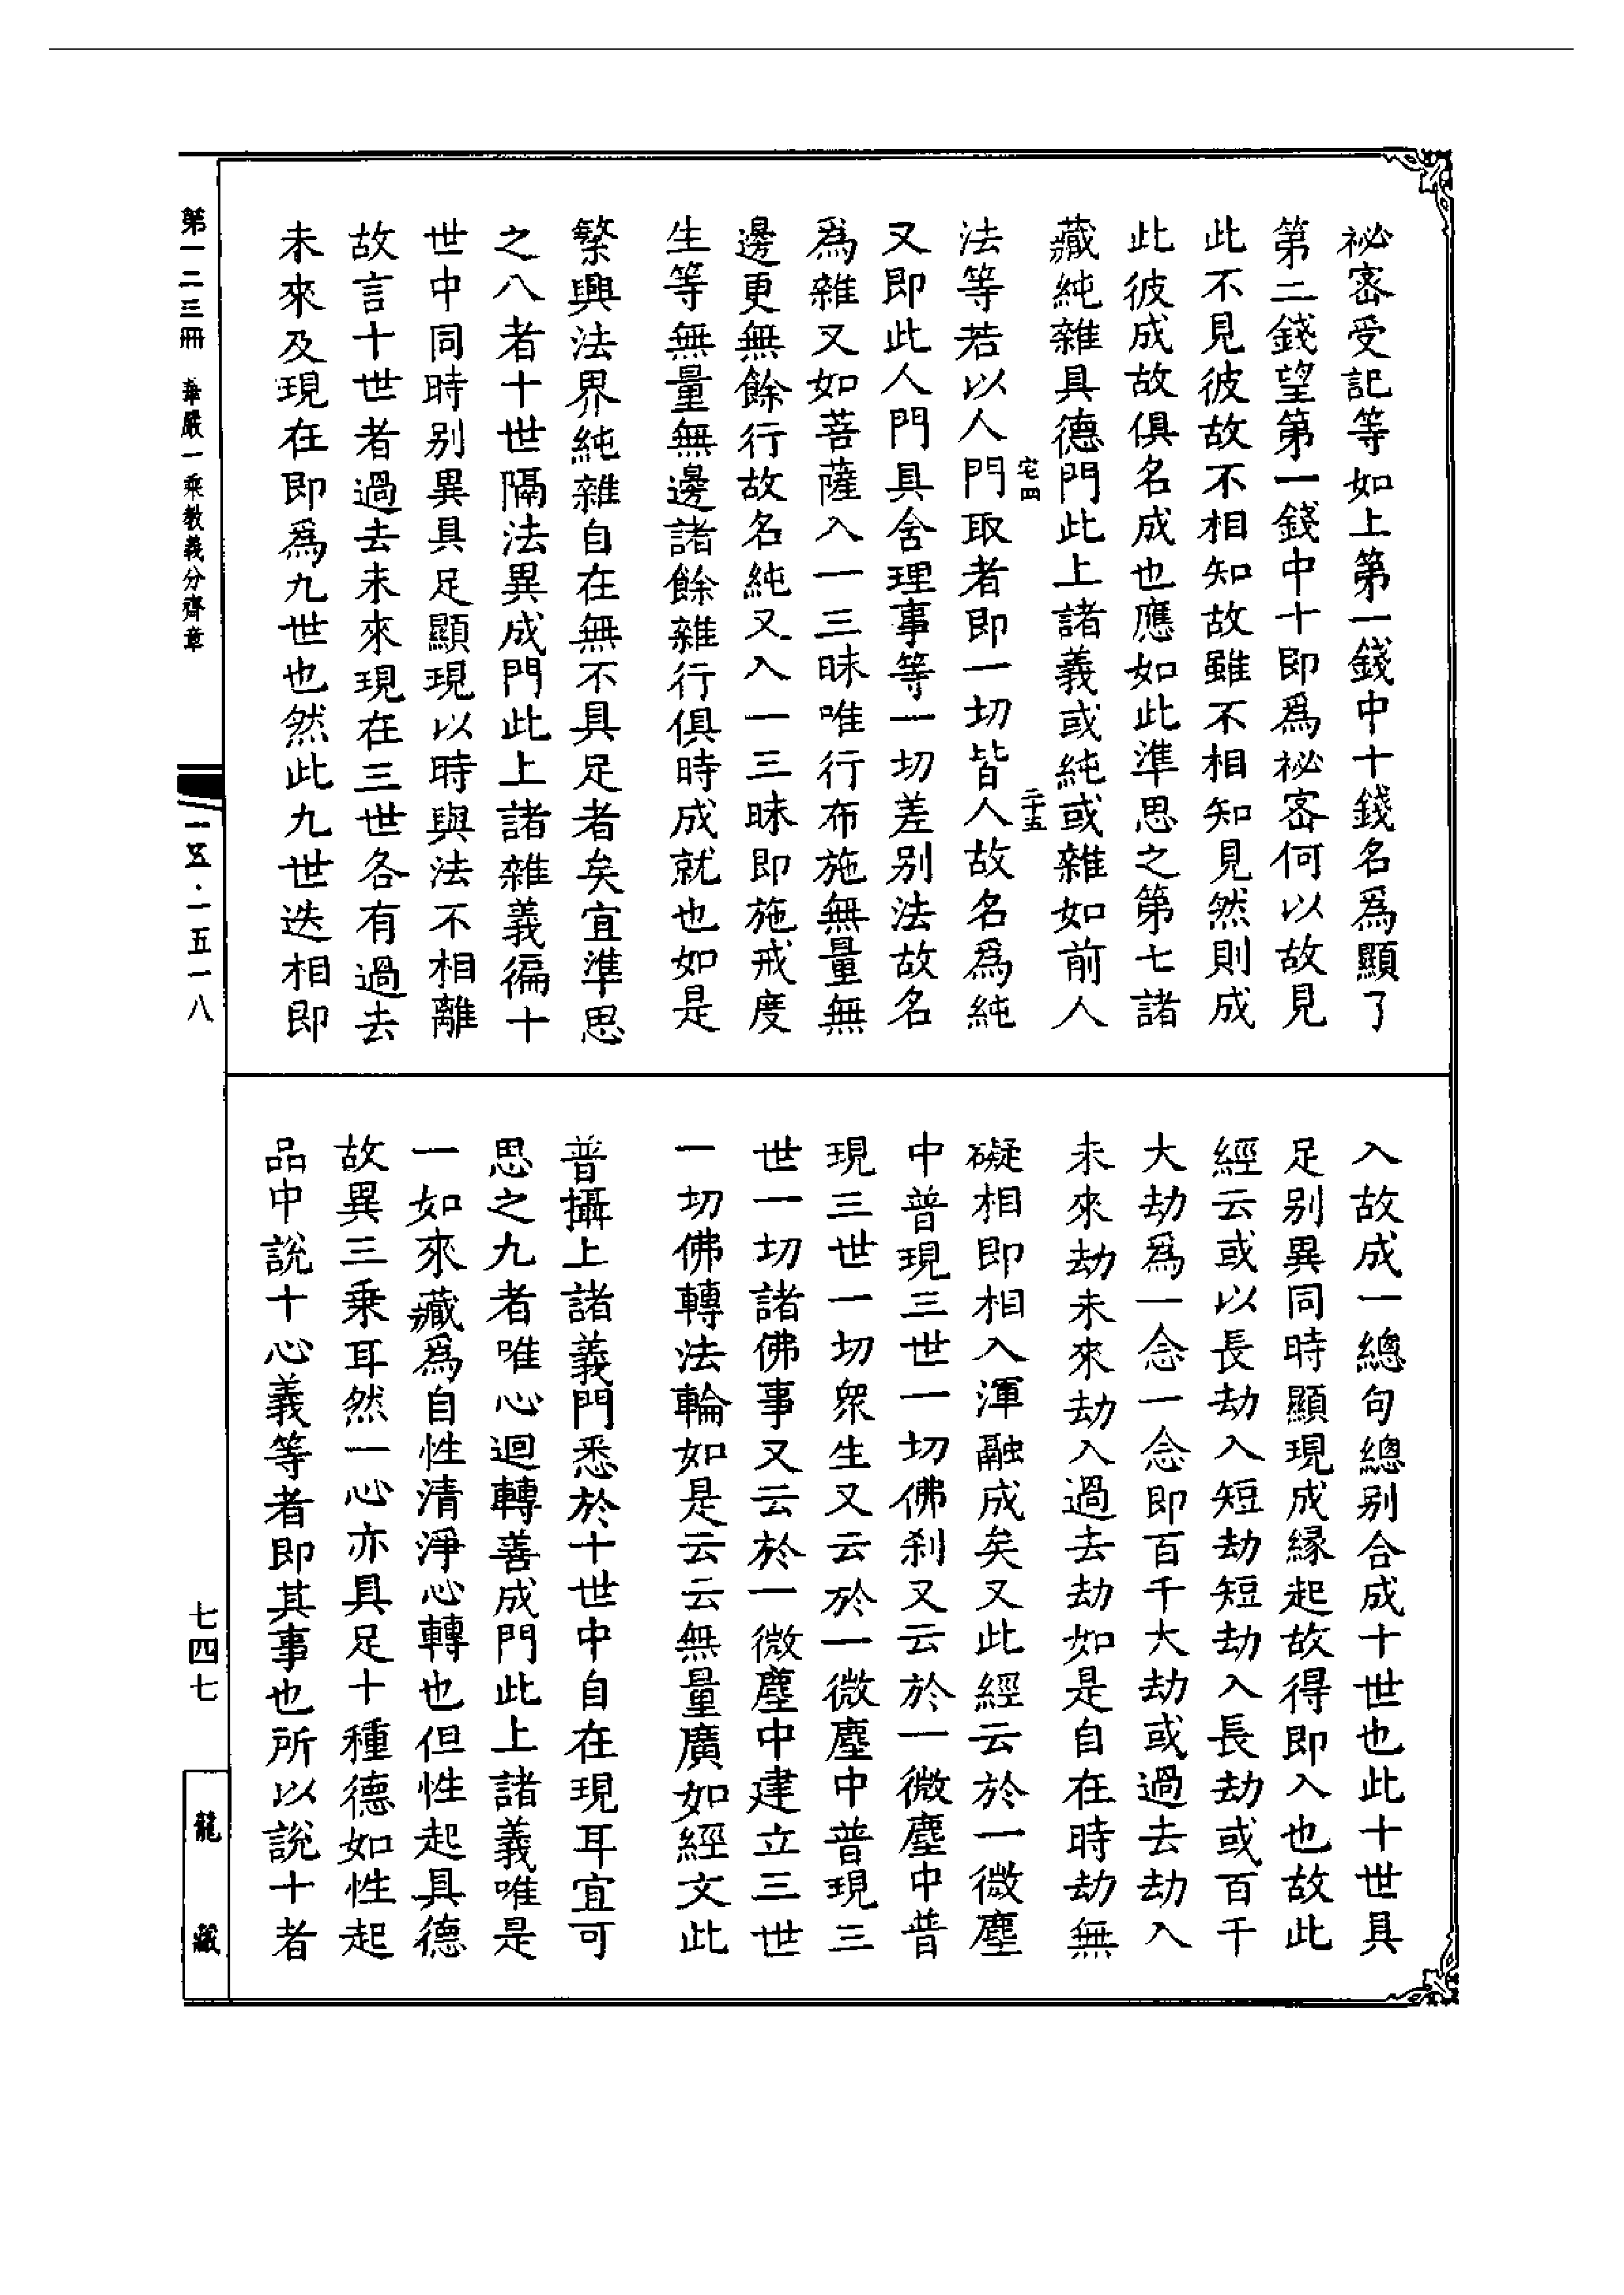 祕密受記等如上第一錢中十錢名爲顯了
第二錢望第一錢中十即爲祕密何以故見
此不見彼故不相知故雖不相知見然則成
此彼成故俱名成也應如此準思之第七諸
藏純雜具德門此上諸義或純或雜如前人
宅四
二十五
法等若以人門取者即一切皆人故名爲純
又即此人門具含理事等一切差別法故名
爲雜又如菩薩入一三昧唯行布施無量無
邊更無餘行故名純又入一三昧即施戒度
生等無量無邊諸餘雜行俱時成就也如是
繁興法界純雜自在無不具足者矣宜準思
之八者十世隔法異成門此上諸雜義徧十
世中同時別異具足顯現以時與法不相離
故言十世者過去未來現在三世各有過去
未來及現在即爲九世也然此九世迭相即
入故成一總句總別合成十世也此十世具
足別異同時顯現成緣起故得即入也故此
經云或以長劫入短劫短劫入長劫或百千
大劫爲一念一念即百千大劫或過去劫入
未來劫未來劫入過去劫如是自在時劫無
礙相即相入渾融成矣又此經云於一微塵
中普現三世一切佛刹又云於一微塵中普
現三世一切衆生又云於一微塵中普現三
世一切諸佛事又云於一微塵中建立三世
一切佛轉法輪如是云云無量廣如經文此
普攝上諸義門悉於十世中自在現耳宜可
思之九者唯心迴轉善成門此上諸義唯是
一如來藏爲自性清淨心轉也但性起具德
故異三乘耳然一心亦具足十種德如性起
品中說十心義等者即其事也所以說十者
第一二三冊 華嚴一乘教義分齊章
一五·一五一八
七四七
龍藏